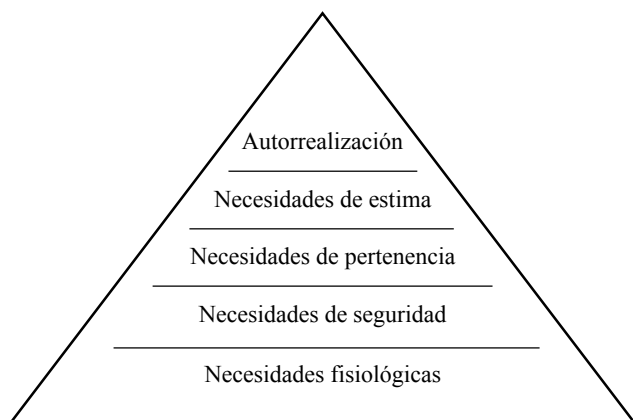 Autorrealización
Necesidades de estima
Necesidades de pertenencia
Necesidades de seguridad
Necesidades fisiológicas